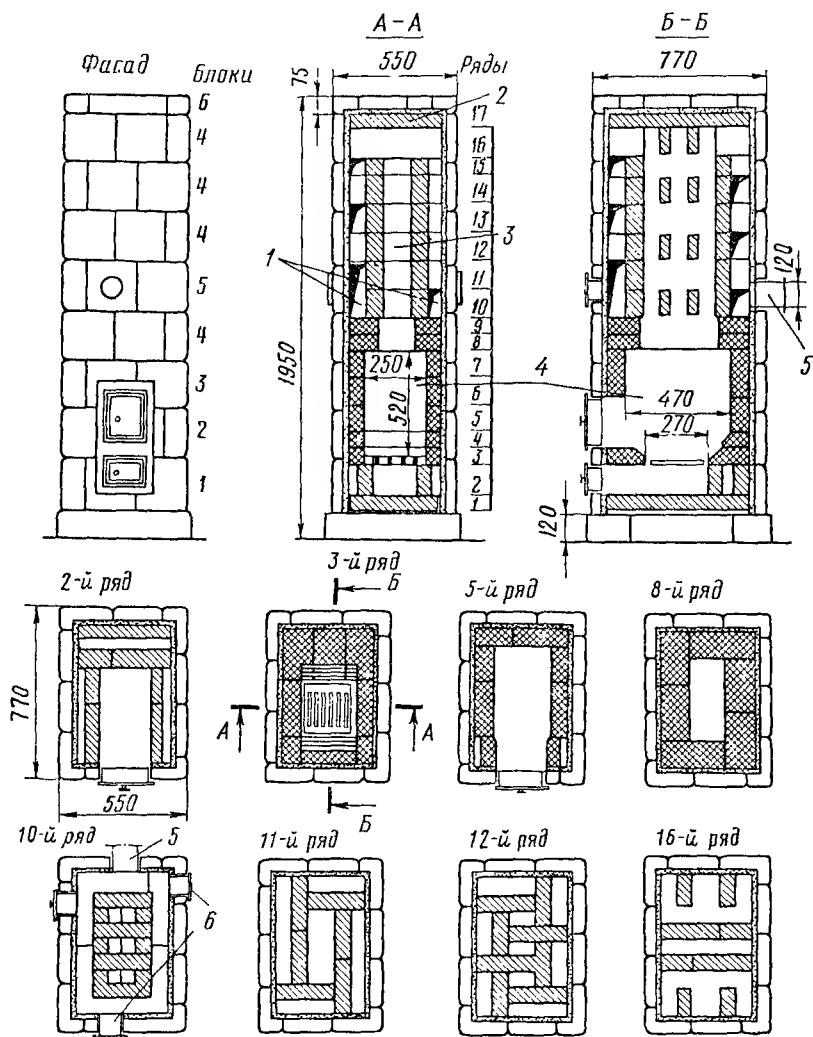 Фасад
Блоки
6
4
4
4
5
4
3
2
1
А – А
550
Ряды
75
2
17
16
15
14
13
12
11
10
9
8
7
6
5
4
3
2
1
1
3
4
250
520
1950
Б – Б
770
120
5
470
270
120
2-й ряд
770
550
3-й ряд
Б
А
А
Б
5-й ряд
8-й ряд
10-й ряд
5
6
11-й ряд
12-й ряд
16-й ряд